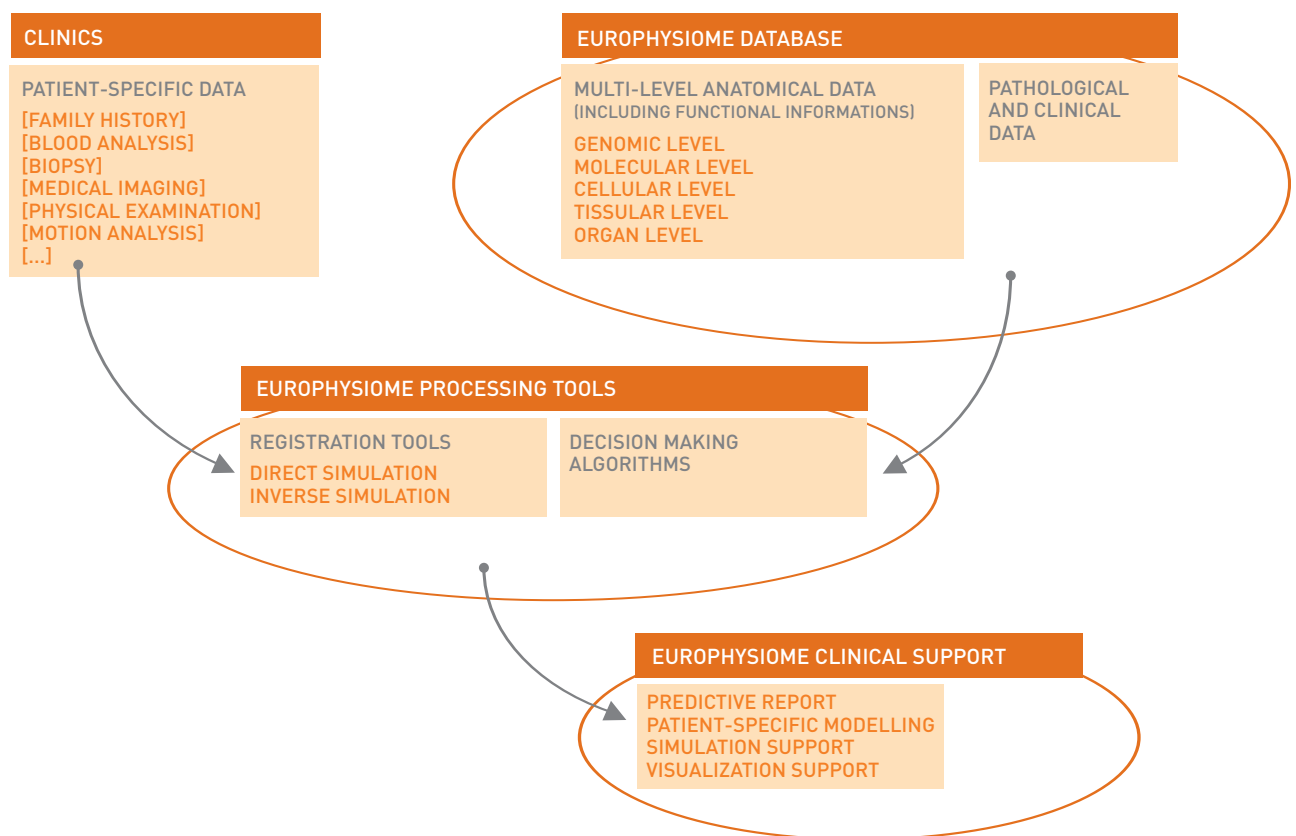 CLINICS
PATIENT-SPECIFIC DATA
[FAMILY HISTORY]
[BLOOD ANALYSIS]
[BIOPSY]
[MEDICAL IMAGING]
[PHYSICAL EXAMINATION]
[MOTION ANALYSIS]
[...]
EUROPHYSIOME DATABASE
MULTI-LEVEL ANATOMICAL DATA
(INCLUDING FUNCTIONAL INFORMATIONS)
GENOMIC LEVEL
MOLECULAR LEVEL
CELLULAR LEVEL
TISSULAR LEVEL
ORGAN LEVEL
PATHOLOGICAL
AND CLINICAL
DATA
EUROPHYSIOME PROCESSING TOOLS
REGISTRATION TOOLS
DIRECT SIMULATION
INVERSE SIMULATION
DECISION MAKING
ALGORITHMS
EUROPHYSIOME CLINICAL SUPPORT
PREDICTIVE REPORT
PATIENT-SPECIFIC MODELLING
SIMULATION SUPPORT
VISUALIZATION SUPPORT